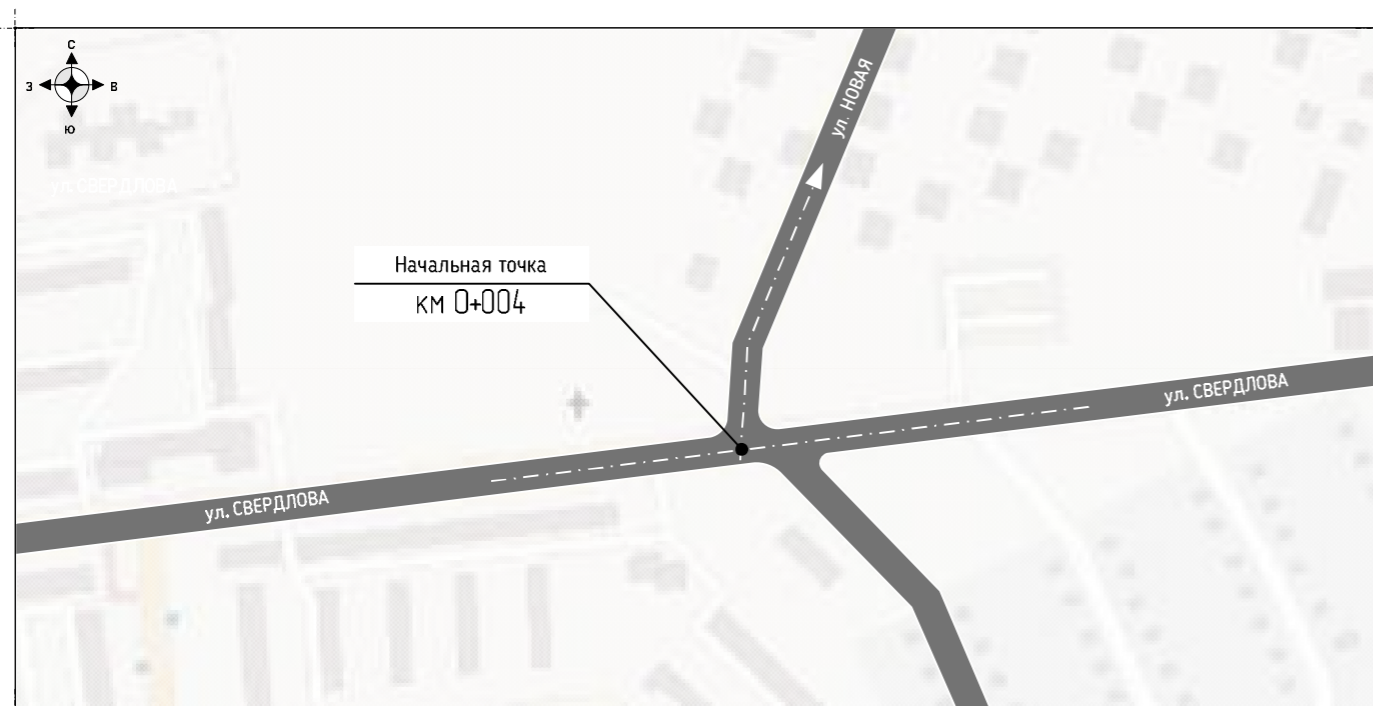 С
З
В
Ю
ул. СВЕРДЛОВА
ул. НОВАЯ
Начальная точка
км 0+004
ул. СВЕРДЛОВА
ул. СВЕРДЛОВА